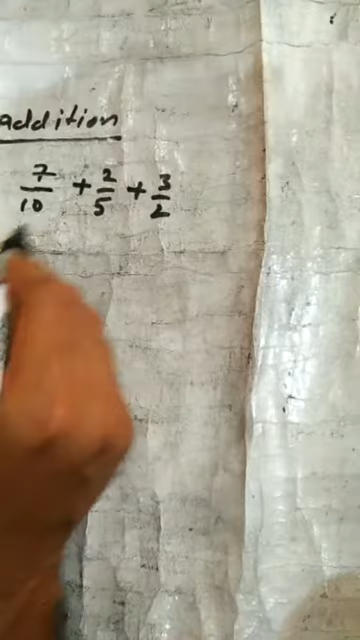 addition
7/10 + 2/5 + 3/2